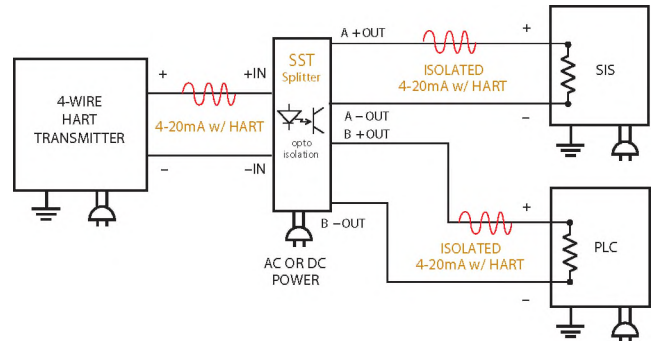 4-WIRE
HART
TRANSMITTER
+
–
4-20mA w/ HART
+IN
–IN
SST
Splitter
opto
isolation
AC OR DC
POWER
A +OUT
A –OUT
B +OUT
B –OUT
ISOLATED
4-20mA w/ HART
+
–
SIS
ISOLATED
4-20mA w/ HART
+
–
PLC